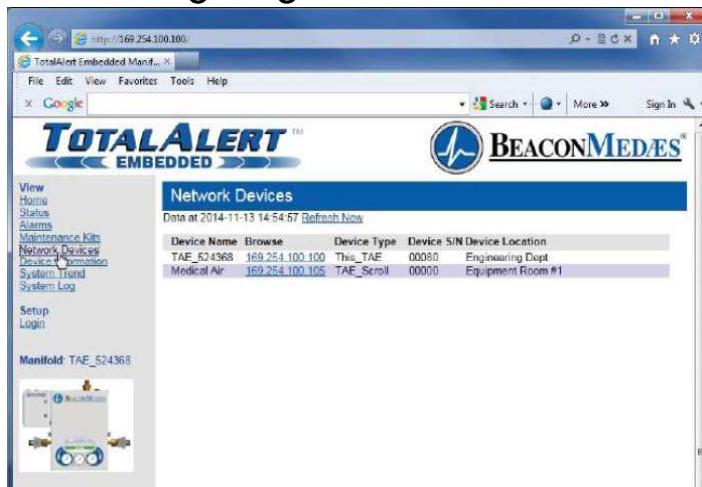 http://169.254.100.100/
TotalAlert Embedded Manif...
File Edit View Favorites Tools Help
x Google Search More » Sign In
TOTALALERT™
EMBEDDED
BEACONMEDÆS®
View
Home
Status
Alarms
Maintenance Kits
Network Devices
Device Information
System Trend
System Log
Setup
Login
Manifold: TAE_524368
Network Devices
Data at 2014-11-13 14:54:57 Refresh Now
Device Name Browse Device Type Device S/N Device Location
TAE_524368 169.254.100.100 This_TAE 00080 Engineering Dept
Medical Air 169.254.100.105 TAE_Scroll 00000 Equipment Room #1
BeaconMedæs